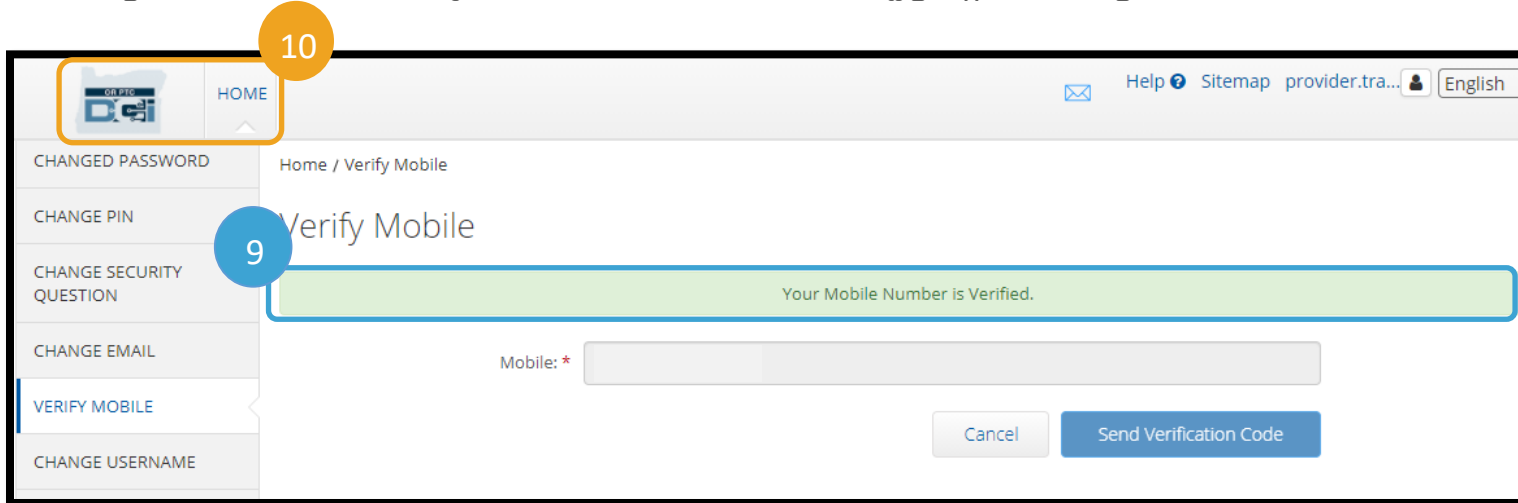 10
OR PTC
DCI
HOME
Help ? Sitemap provider.tra... English
CHANGED PASSWORD
Home / Verify Mobile
CHANGE PIN
Verify Mobile
9
CHANGE SECURITY
QUESTION
Your Mobile Number is Verified.
CHANGE EMAIL
Mobile: *
VERIFY MOBILE
Cancel Send Verification Code
CHANGE USERNAME